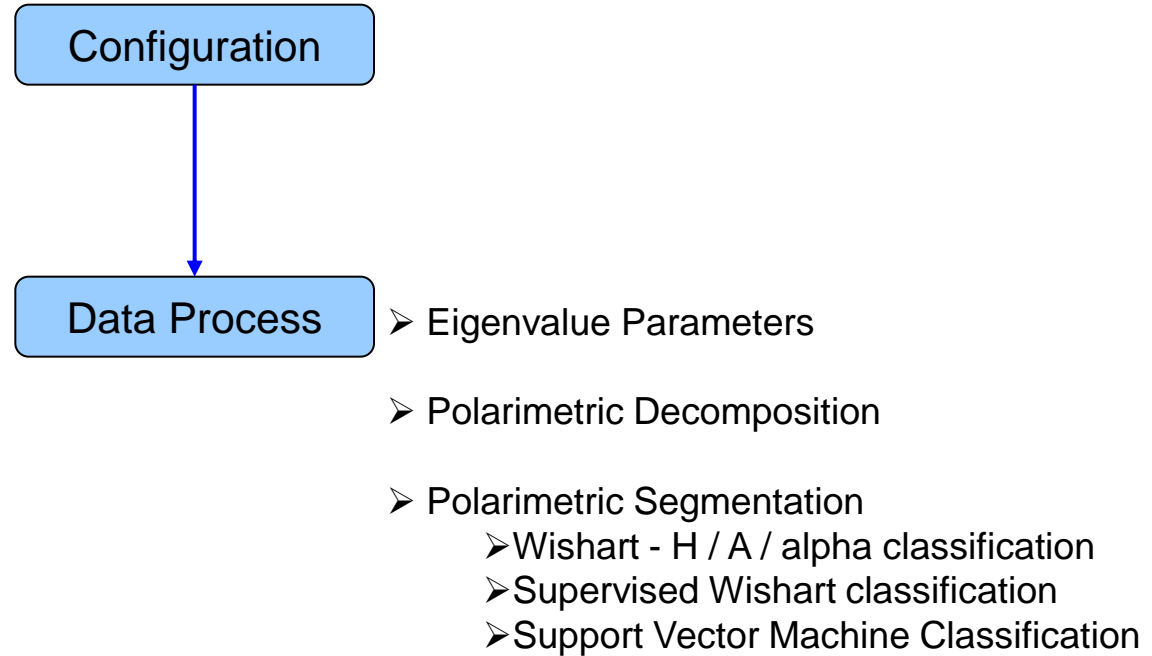 Configuration
Data Process
➢ Eigenvalue Parameters
➢ Polarimetric Decomposition
➢ Polarimetric Segmentation
➢Wishart - H / A / alpha classification
➢Supervised Wishart classification
➢Support Vector Machine Classification